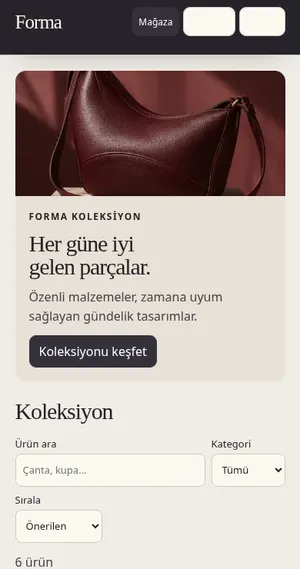 Forma
Mağaza
FORMA KOLEKSİYON
Her güne iyi
gelen parçalar.
Özenli malzemeler, zamana uyum
sağlayan gündelik tasarımlar.
Koleksiyonu keşfet
Koleksiyon
Ürün ara
Kategori
Çanta, kupa...
Tümü
Sırala
Önerilen
6 ürün